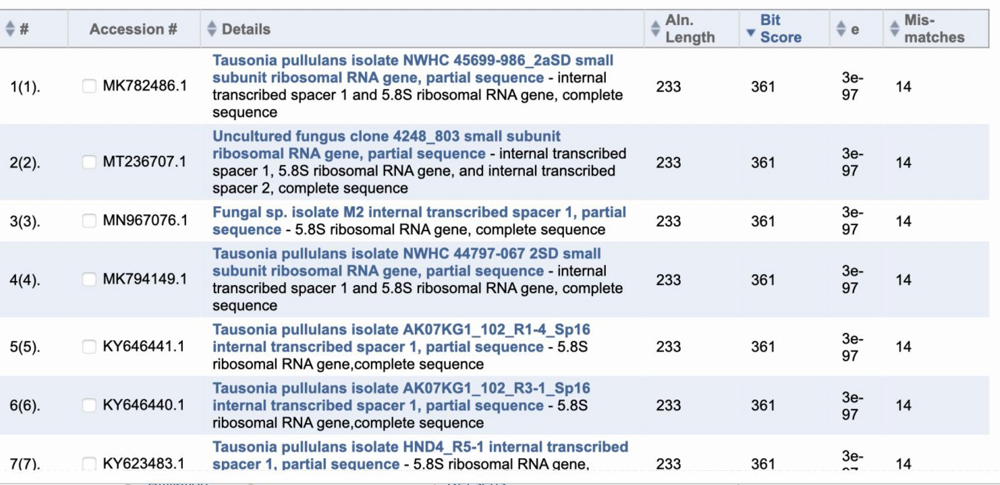 # Accession # Details Aln. Length Bit Score e Mis-matches
1(1). MK782486.1 Tausonia pullulans isolate NWHC 45699-986_2aSD small
subunit ribosomal RNA gene, partial sequence - internal
transcribed spacer 1 and 5.8S ribosomal RNA gene, complete
sequence
233 361 3e-
97
14
2(2). MT236707.1 Uncultured fungus clone 4248_803 small subunit
ribosomal RNA gene, partial sequence - internal transcribed
spacer 1, 5.8S ribosomal RNA gene, and internal transcribed
spacer 2, complete sequence
233 361 3e-
97
14
3(3). MN967076.1 Fungal sp. isolate M2 internal transcribed spacer 1, partial
sequence - 5.8S ribosomal RNA gene, complete sequence
233 361 3e-
97
14
4(4). MK794149.1 Tausonia pullulans isolate NWHC 44797-067 2SD small
subunit ribosomal RNA gene, partial sequence - internal
transcribed spacer 1 and 5.8S ribosomal RNA gene, complete
sequence
233 361 3e-
97
14
5(5). KY646441.1 Tausonia pullulans isolate AK07KG1_102_R1-4_Sp16
internal transcribed spacer 1, partial sequence - 5.8S
ribosomal RNA gene,complete sequence
233 361 3e-
97
14
6(6). KY646440.1 Tausonia pullulans isolate AK07KG1_102_R3-1_Sp16
internal transcribed spacer 1, partial sequence - 5.8S
ribosomal RNA gene,complete sequence
233 361 3e-
97
14
7(7). KY623483.1 Tausonia pullulans isolate HND4_R5-1 internal transcribed
spacer 1, partial sequence - 5.8S ribosomal RNA gene,
233 361 3e-
14